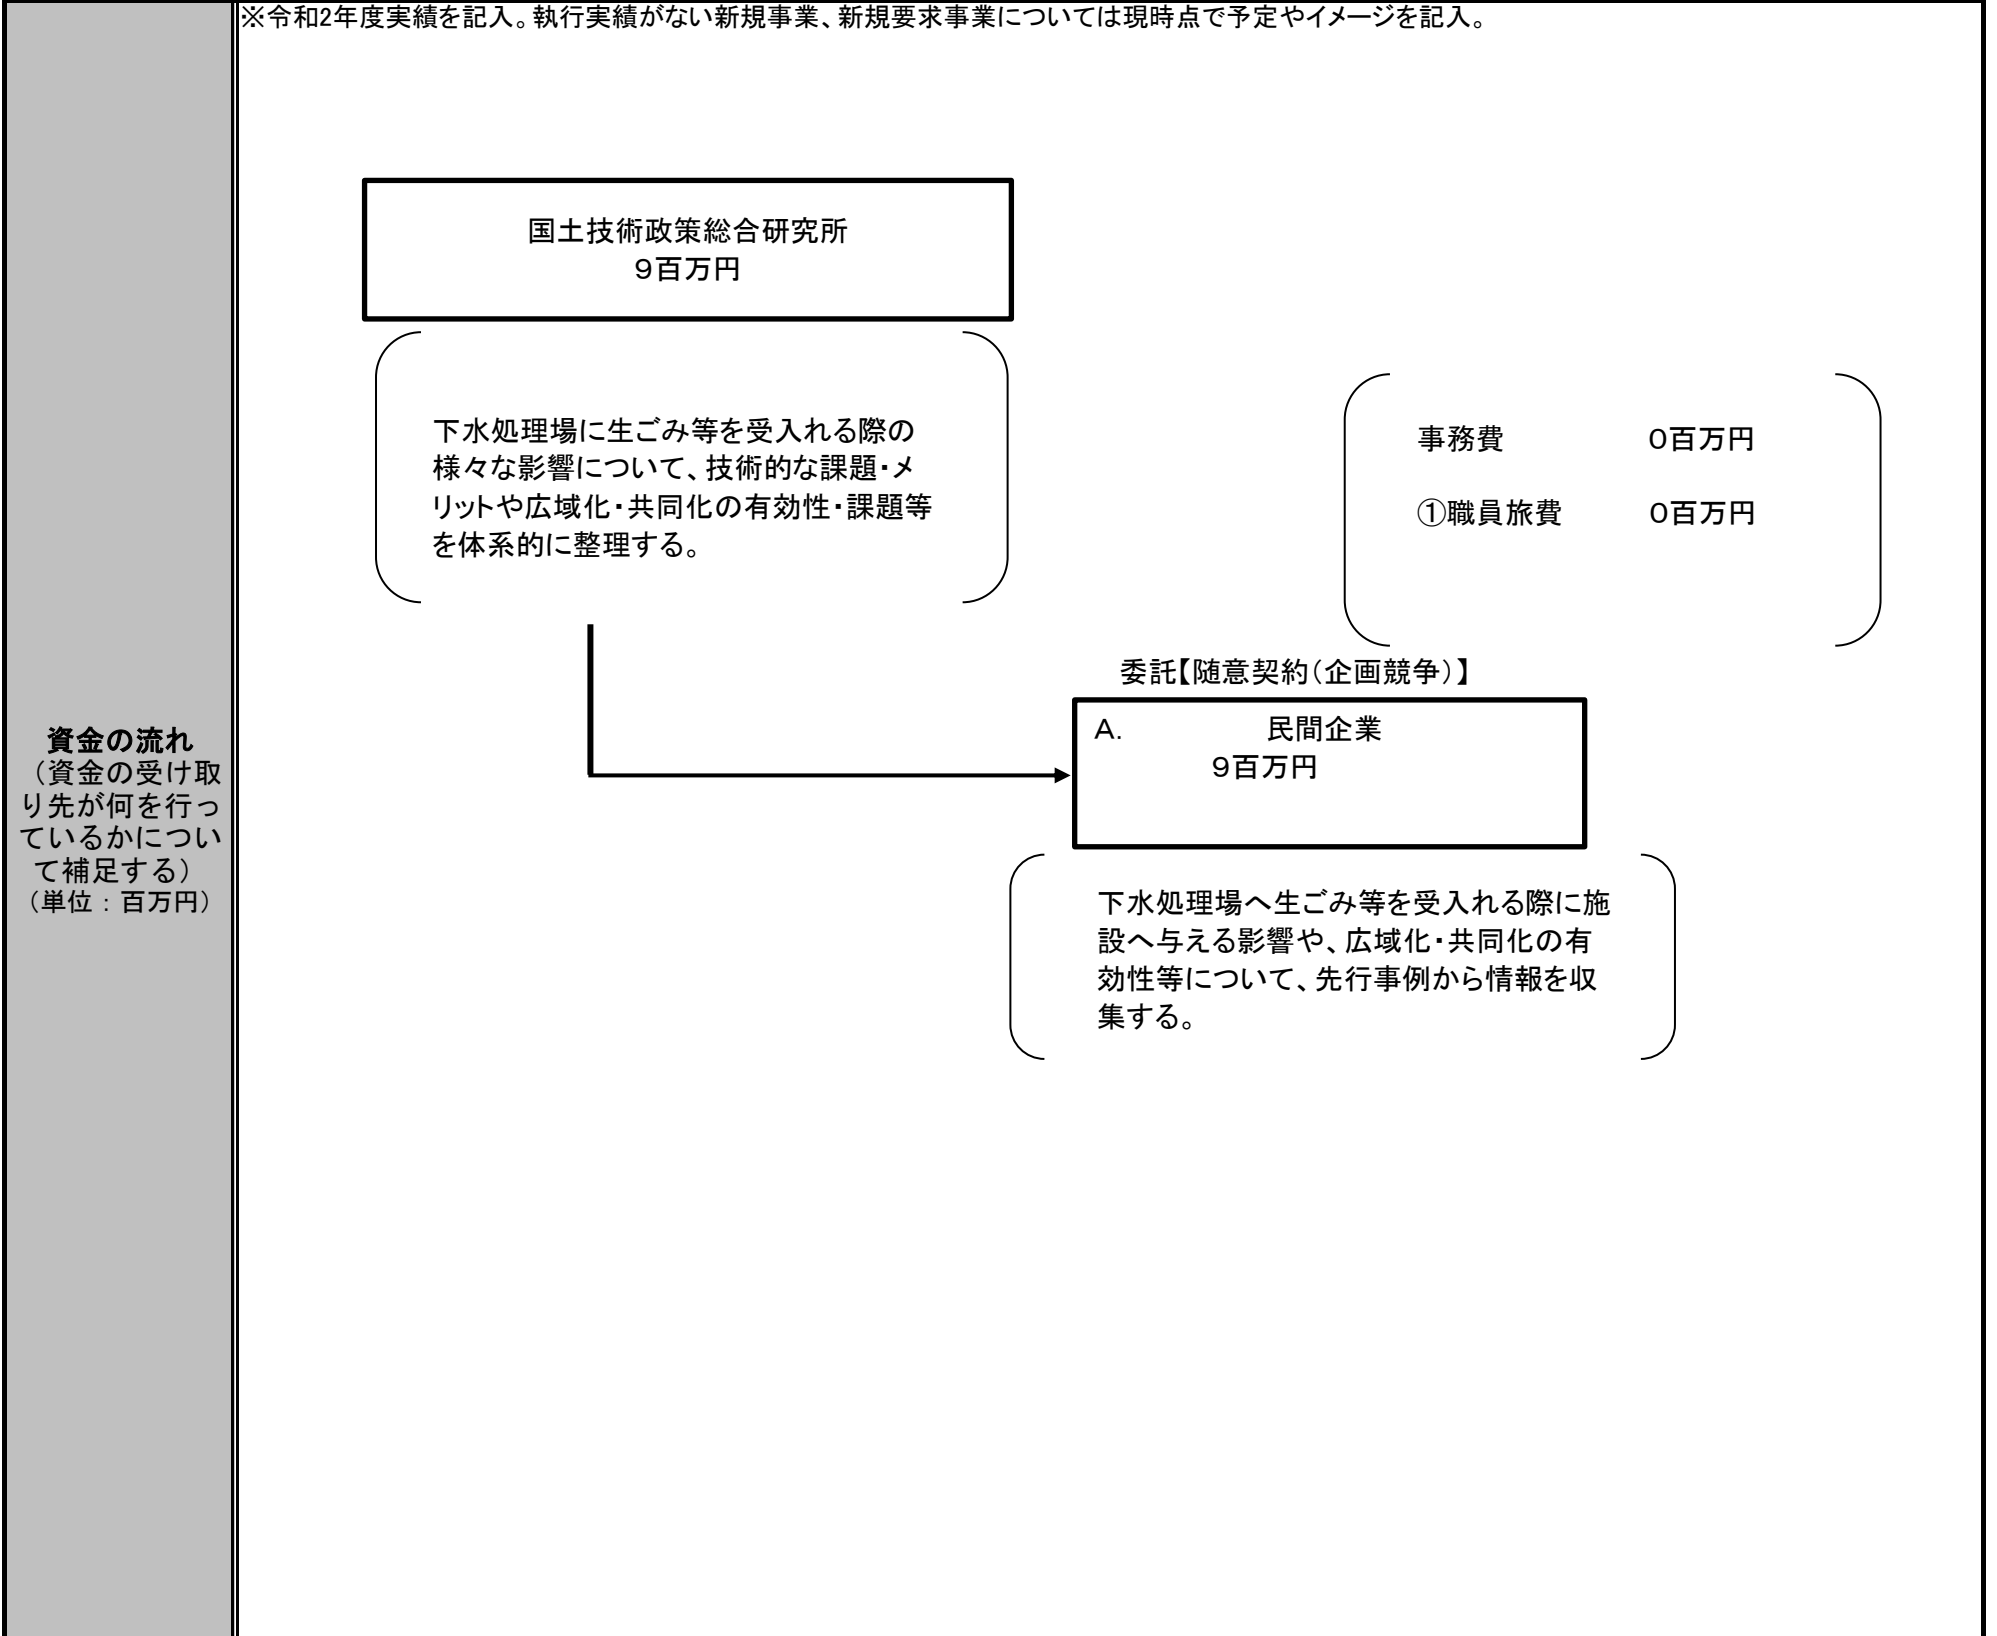 ※令和2年度実績を記入。執行実績がない新規事業、新規要求事業については現時点で予定やイメージを記入。
国土技術政策総合研究所
９百万円
下水処理場に生ごみ等を受入れる際の
様々な影響について、技術的な課題・メ
リットや広域化・共同化の有効性・課題等
を体系的に整理する。
事務費　０百万円
①職員旅費　０百万円
委託【随意契約（企画競争）】
Ａ．　民間企業
９百万円
下水処理場へ生ごみ等を受入れる際に施
設へ与える影響や、広域化・共同化の有
効性等について、先行事例から情報を収
集する。
資金の流れ
（資金の受け取
り先が何を行っ
ているかについ
て補足する）
（単位：百万円）